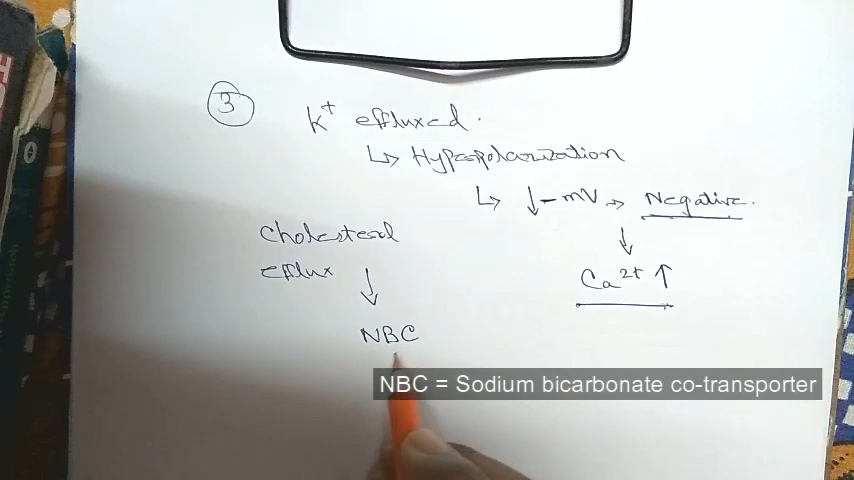 3
K+ effluxed.
↳ Hyperpolarization
↳ ↓ -mV → Negative.
↓
Ca2+ ↑
Cholesterol
efflux ↓
NBC
NBC = Sodium bicarbonate co-transporter